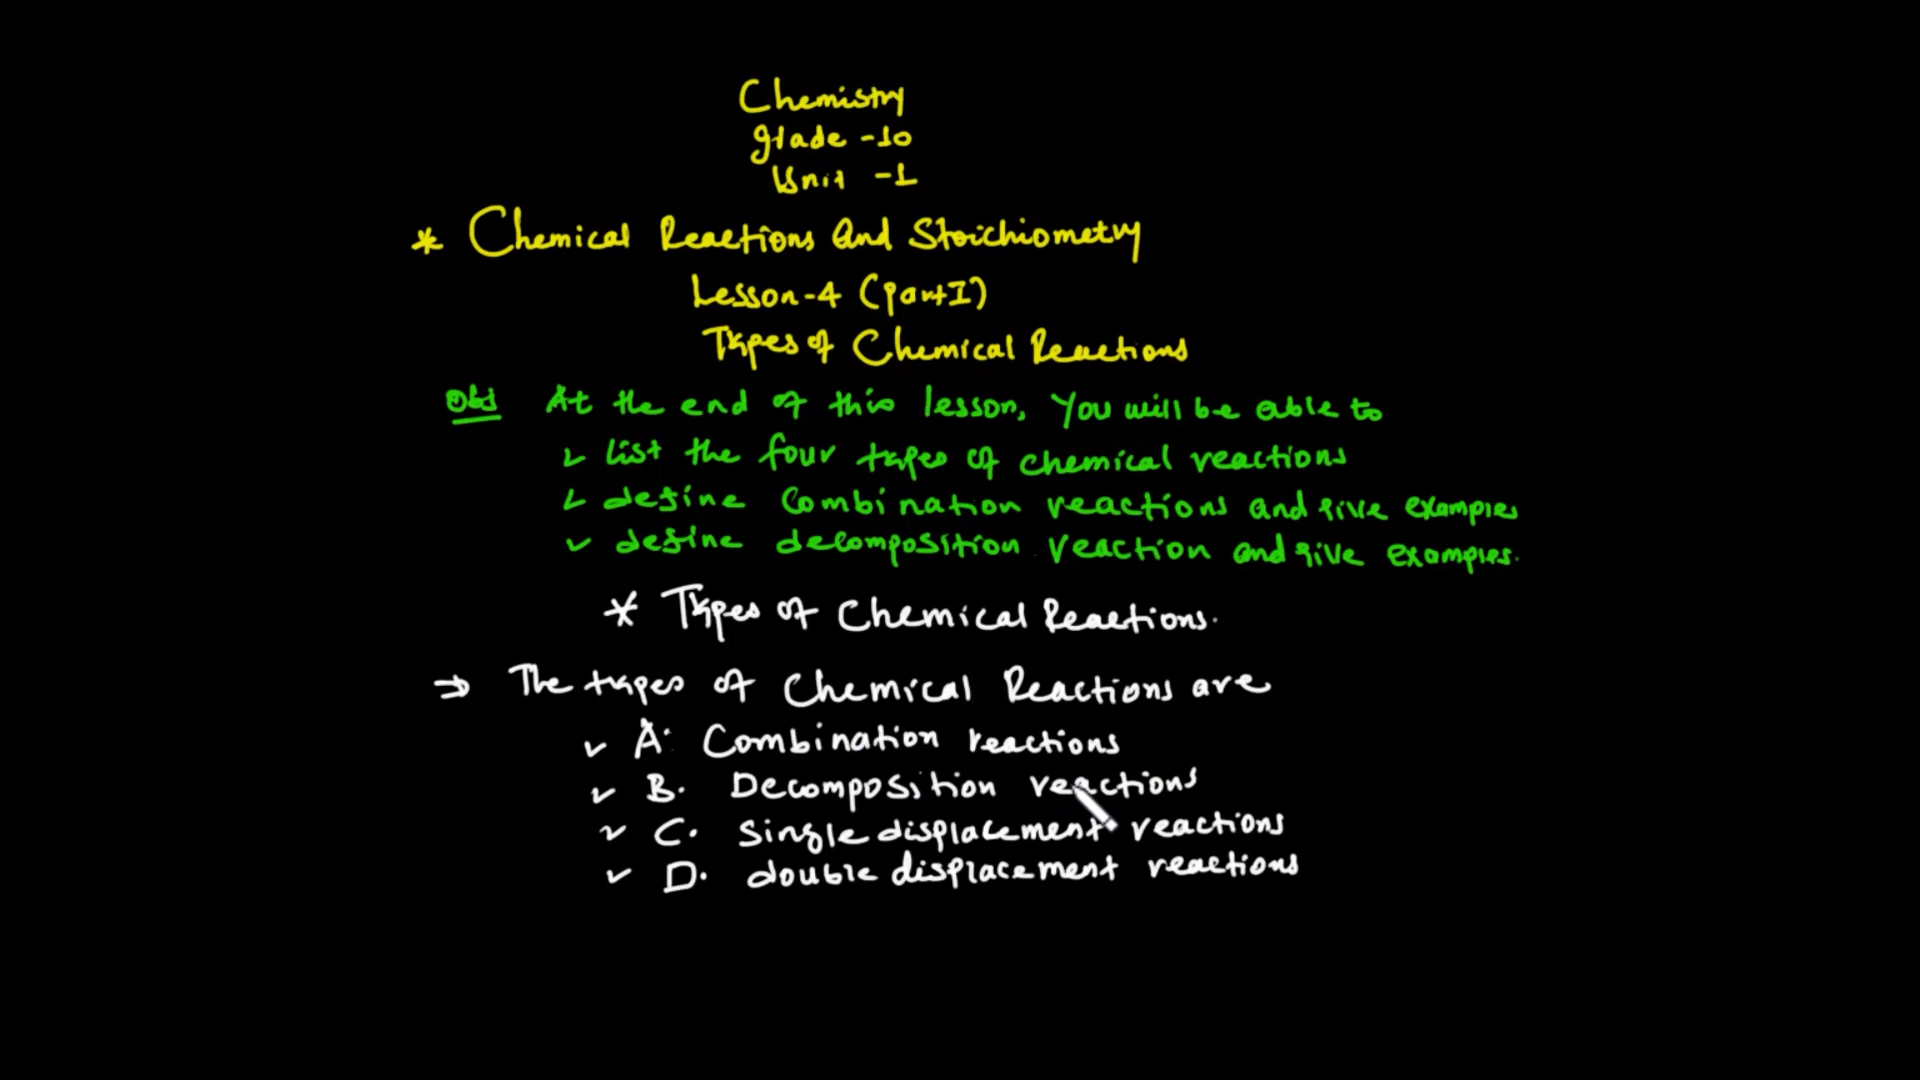 Chemistry
grade -10
Unit -1
* Chemical Reactions And Stoichiometry
Lesson-4 (part I)
Types of Chemical Reactions
Obj At the end of this lesson, You will be able to
✓ list the four types of chemical reactions
✓ define Combination reactions and give examples
✓ define decomposition reaction and give examples.
* Types of Chemical Reactions.
⇒ The types of Chemical Reactions are
✓ A. Combination reactions
✓ B. Decomposition reactions
✓ C. Single displacement reactions
✓ D. double displacement reactions